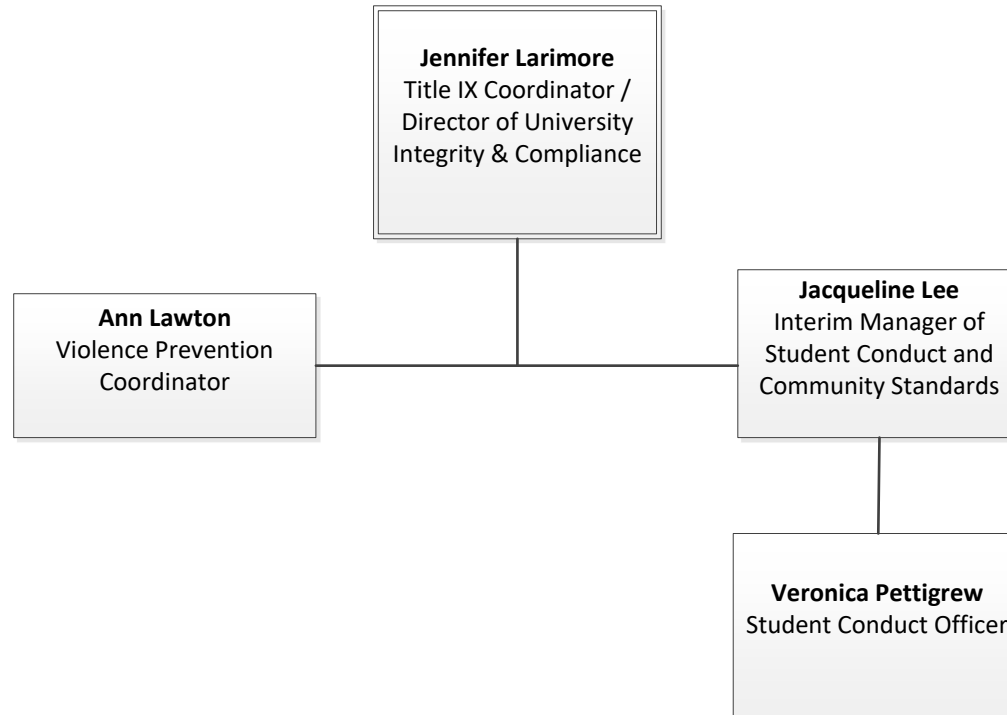 Jennifer Larimore
Title IX Coordinator /
Director of University
Integrity & Compliance
Ann Lawton
Violence Prevention
Coordinator
Jacqueline Lee
Interim Manager of
Student Conduct and
Community Standards
Veronica Pettigrew
Student Conduct Officer